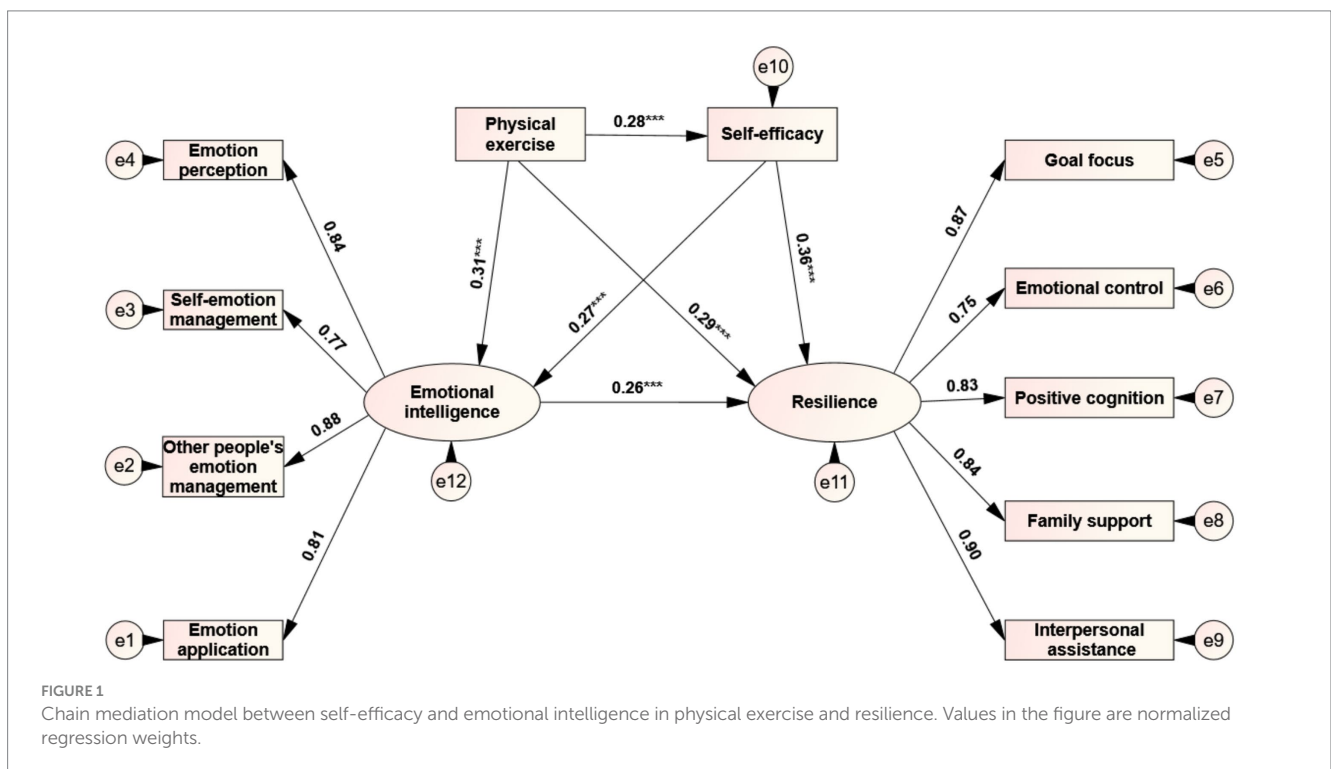 e10
Physical
exercise
0.28***
Self-efficacy
e4
Emotion
perception
Goal focus
e5
0.84
0.87
0.31***
0.36***
e3
Self-emotion
management
0.77
0.27***
0.29***
0.75
Emotional control
e6
Emotional
intelligence
0.26***
Resilience
0.83
Positive cognition
e7
0.88
e2
Other people's
emotion
management
e12
e11
0.84
Family support
e8
0.81
0.90
e1
Emotion
application
Interpersonal
assistance
e9
FIGURE 1
Chain mediation model between self-efficacy and emotional intelligence in physical exercise and resilience. Values in the figure are normalized
regression weights.